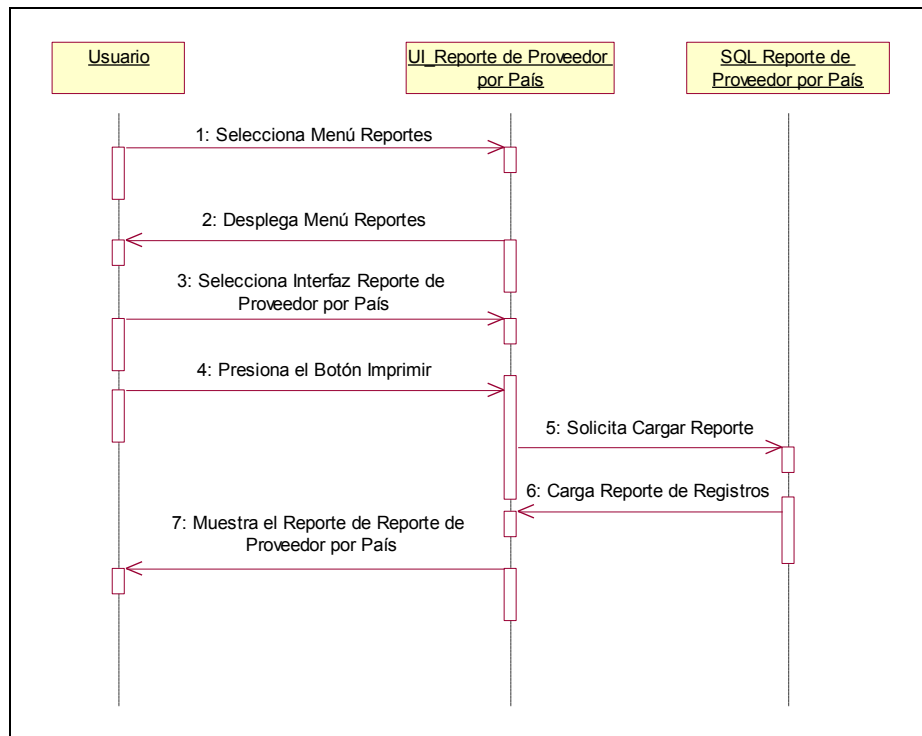 Usuario
UI_Reporte de Proveedor
por País
SQL Reporte de
Proveedor por País
1: Selecciona Menú Reportes
2: Desplega Menú Reportes
3: Selecciona Interfaz Reporte de
Proveedor por País
4: Presiona el Botón Imprimir
5: Solicita Cargar Reporte
6: Carga Reporte de Registros
7: Muestra el Reporte de Reporte de
Proveedor por País